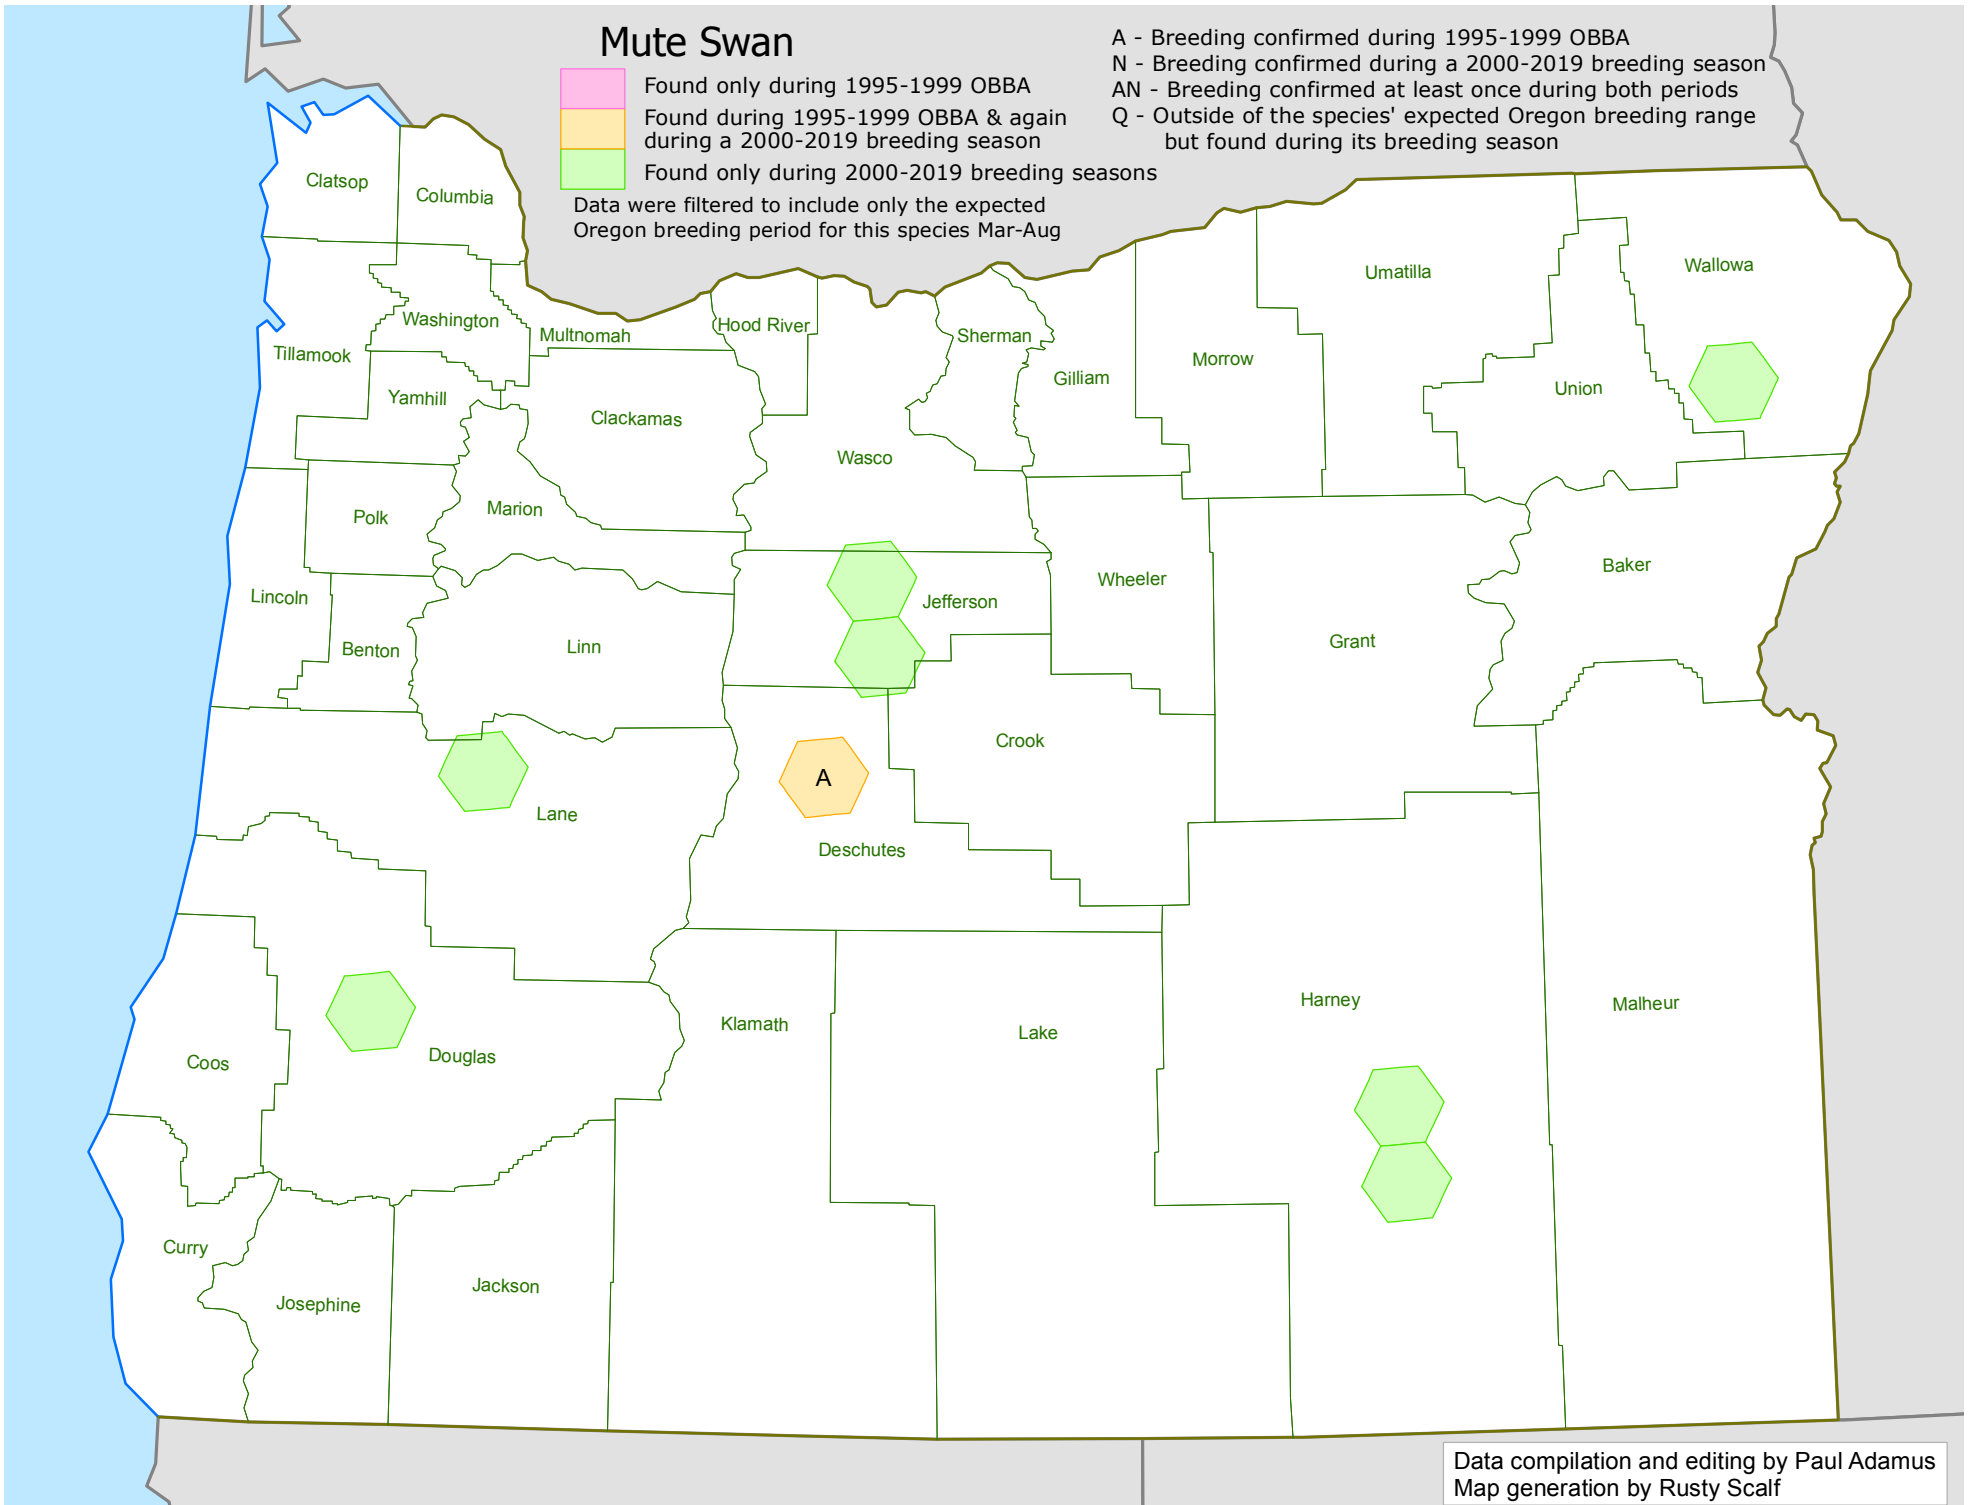 Mute Swan
Found only during 1995-1999 OBBA
Found during 1995-1999 OBBA & again
during a 2000-2019 breeding season
Found only during 2000-2019 breeding seasons
Data were filtered to include only the expected
Oregon breeding period for this species Mar-Aug
A - Breeding confirmed during 1995-1999 OBBA
N - Breeding confirmed during a 2000-2019 breeding season
AN - Breeding confirmed at least once during both periods
Q - Outside of the species' expected Oregon breeding range
but found during its breeding season
Clatsop
Columbia
Washington
Multnomah
Hood River
Tillamook
Yamhill
Clackamas
Sherman
Gilliam
Morrow
Umatilla
Wallowa
Union
Wasco
Polk
Marion
Lincoln
Benton
Linn
Jefferson
Wheeler
Grant
Baker
Lane
A
Deschutes
Crook
Coos
Douglas
Klamath
Lake
Harney
Malheur
Curry
Josephine
Jackson
Data compilation and editing by Paul Adamus
Map generation by Rusty Scalf